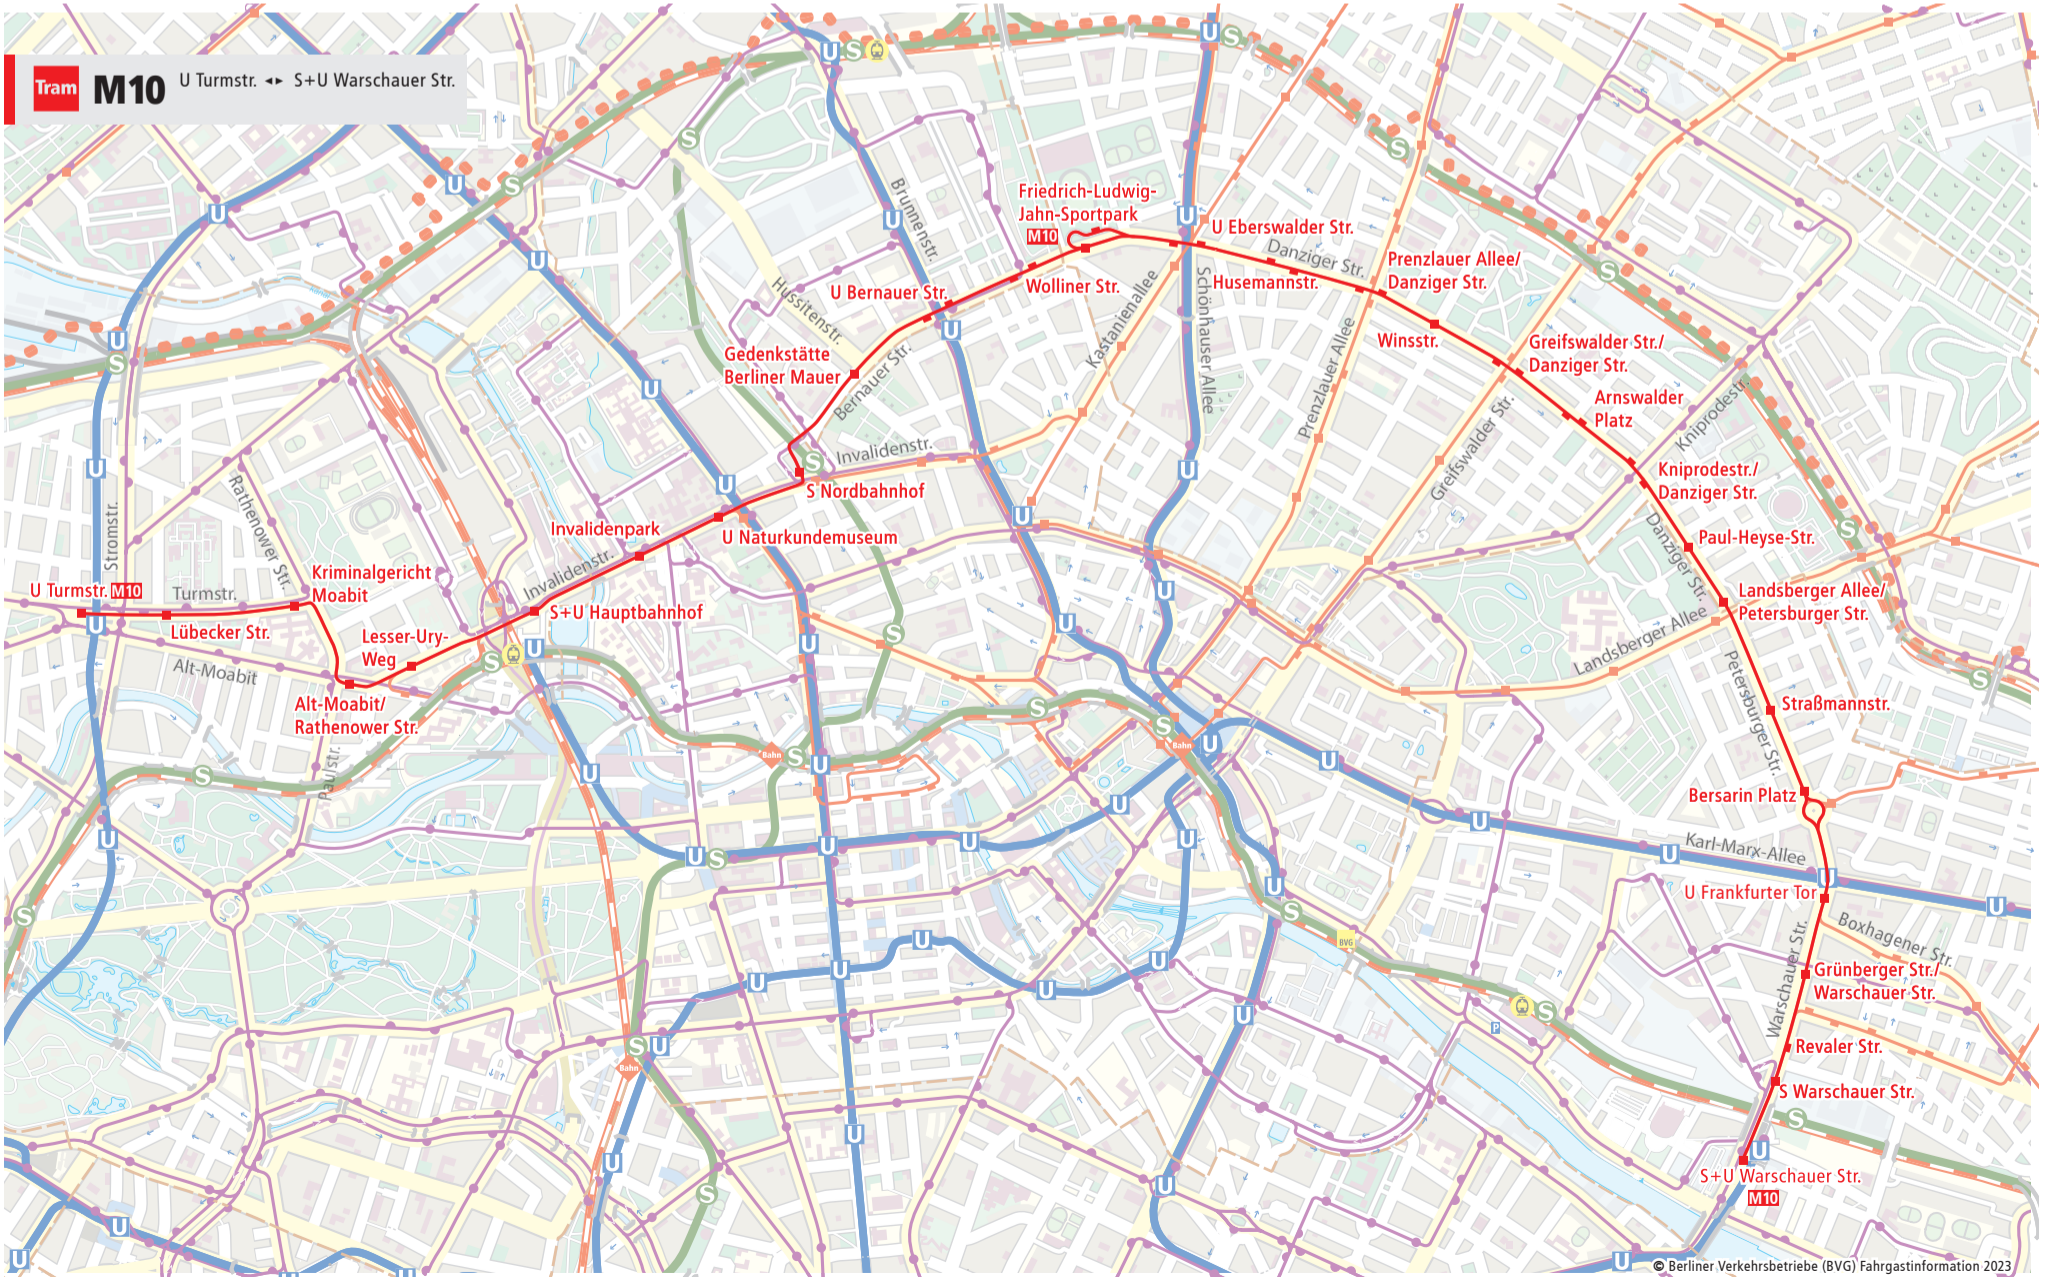 Tram M10 U Turmstr. ◂▸ S+U Warschauer Str.
U
S
Friedrich-Ludwig-
Jahn-Sportpark
M10
Brunnenstr.
U Eberswalder Str.
Danziger Str.
Prenzlauer Allee/
Danziger Str.
Husemannstr.
Hussitenstr.
U Bernauer Str.
Wolliner Str.
Kastanienallee
Schönhauser Allee
Prenzlauer Allee
Winsstr.
Greifswalder Str./
Danziger Str.
Gedenkstätte
Berliner Mauer
Bernauer Str.
Arnswalder
Platz
Kniprodestr.
Greifswalder Str.
Invalidenstr.
Kniprodestr./
Danziger Str.
S Nordbahnhof
Rathenower Str.
Stromstr.
Invalidenpark
U Naturkundemuseum
Danziger Str.
Paul-Heyse-Str.
Invalidenstr.
Kriminalgericht
Moabit
U Turmstr. M10
Turmstr.
Lübecker Str.
S+U Hauptbahnhof
Landsberger Allee/
Petersburger Str.
Landsberger Allee
Lesser-Ury-
Weg
Alt-Moabit
Alt-Moabit/
Rathenower Str.
Paulstr.
Petersburger Str.
Straßmannstr.
Bahn
Bahn
Bersarin Platz
Karl-Marx-Allee
U Frankfurter Tor
Boxhagener Str.
BVG
Warschauer Str.
Grünberger Str./
Warschauer Str.
P
Revaler Str.
Bahn
S Warschauer Str.
S+U Warschauer Str.
M10
© Berliner Verkehrsbetriebe (BVG) Fahrgastinformation 2023